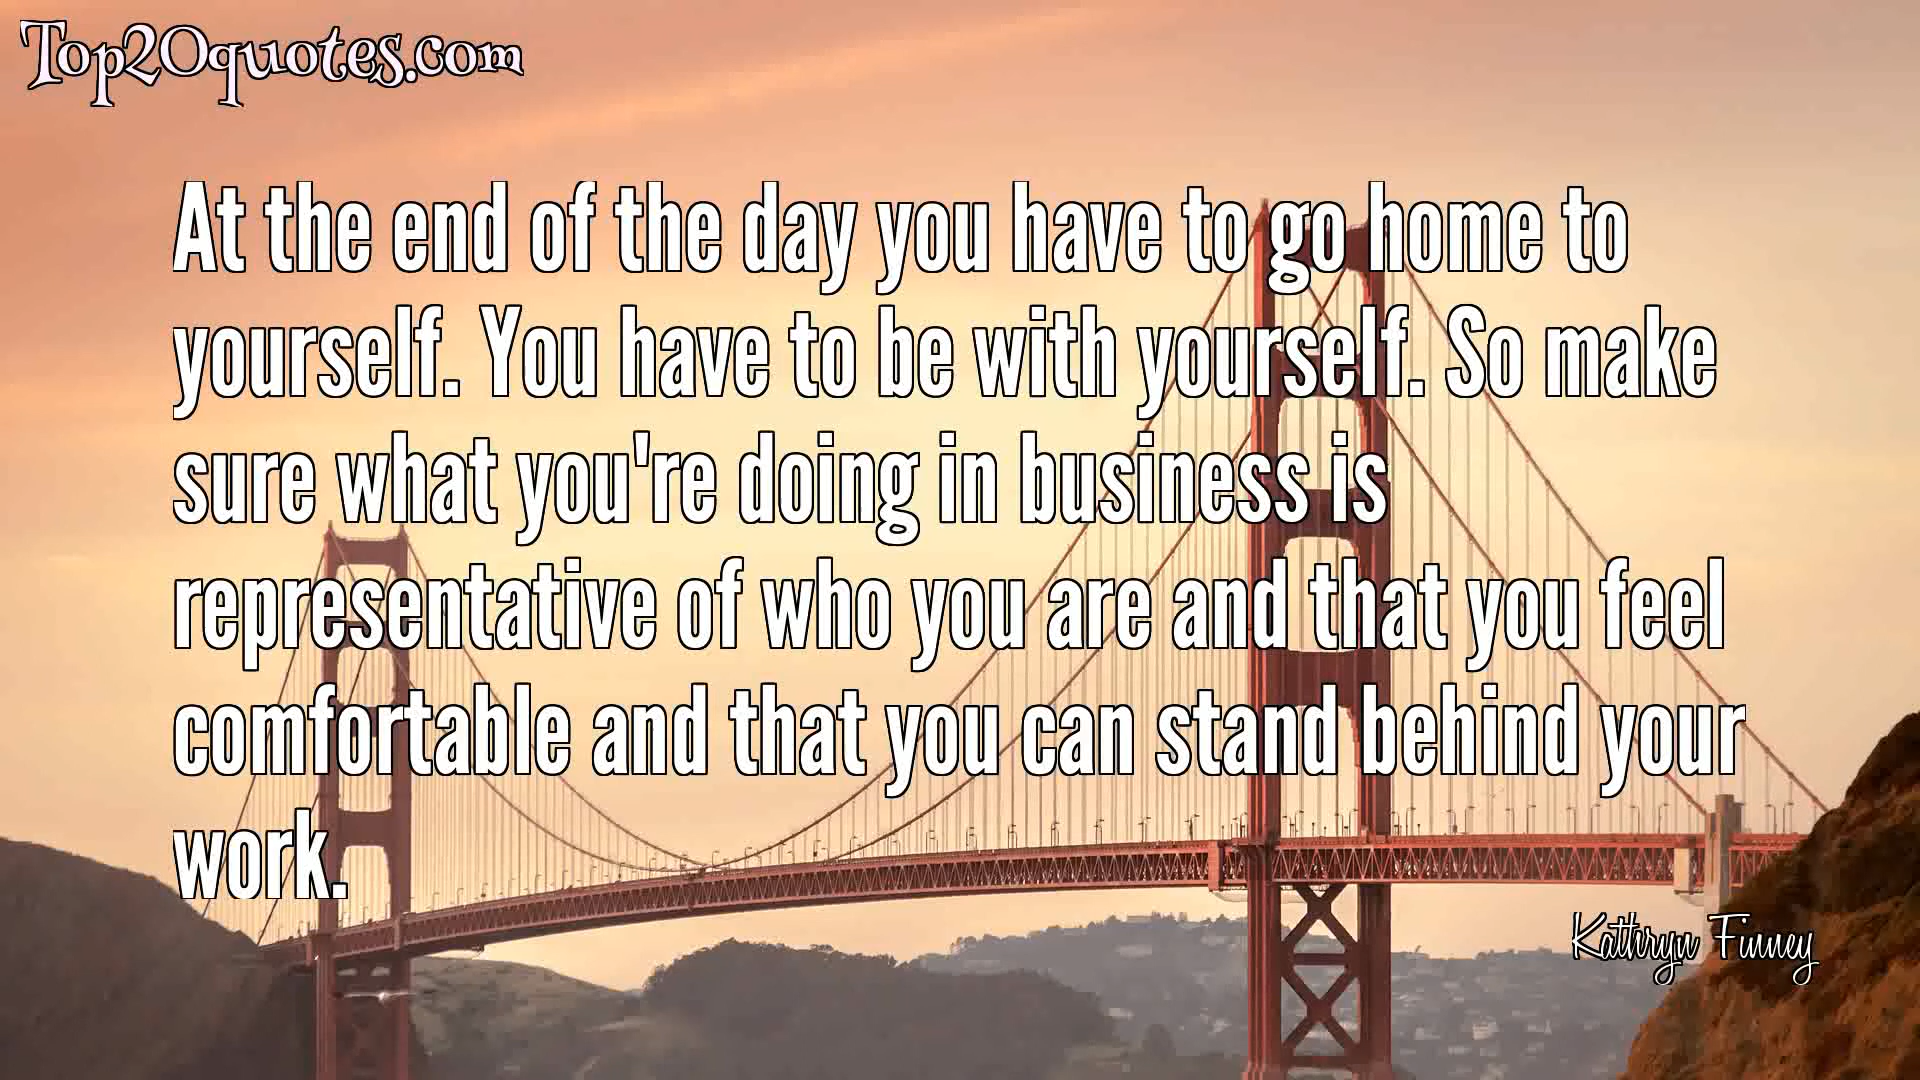 Top20quotes.com
At the end of the day you have to go home to
yourself. You have to be with yourself. So make
sure what you're doing in business is
representative of who you are and that you feel
comfortable and that you can stand behind your
work.
Kathryn Finney